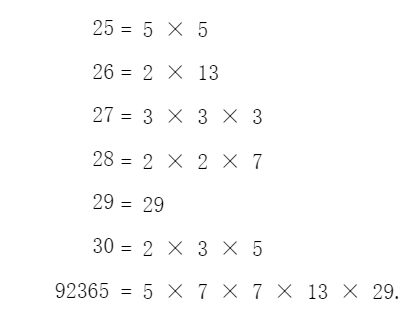 25 = 5 × 5
26 = 2 × 13
27 = 3 × 3 × 3
28 = 2 × 2 × 7
29 = 29
30 = 2 × 3 × 5
92365 = 5 × 7 × 7 × 13 × 29.